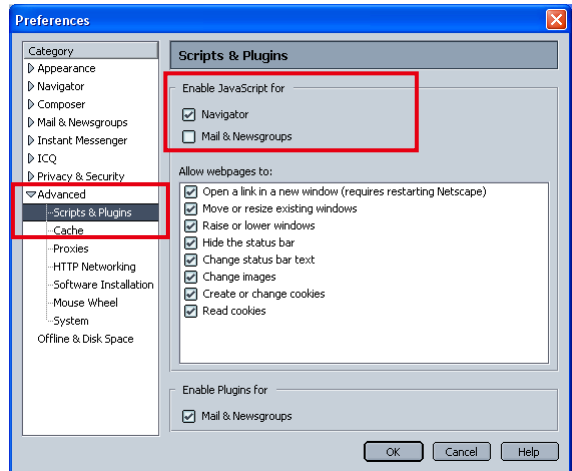 Preferences
Category
Appearance
Navigator
Composer
Mail & Newsgroups
Instant Messenger
ICQ
Privacy & Security
Advanced
Scripts & Plugins
Cache
Proxies
HTTP Networking
Software Installation
Mouse Wheel
System
Offline & Disk Space
Scripts & Plugins
Enable JavaScript for
Navigator
Mail & Newsgroups
Allow webpages to:
Open a link in a new window (requires restarting Netscape)
Move or resize existing windows
Raise or lower windows
Hide the status bar
Change status bar text
Change images
Create or change cookies
Read cookies
Enable Plugins for
Mail & Newsgroups
OK Cancel Help